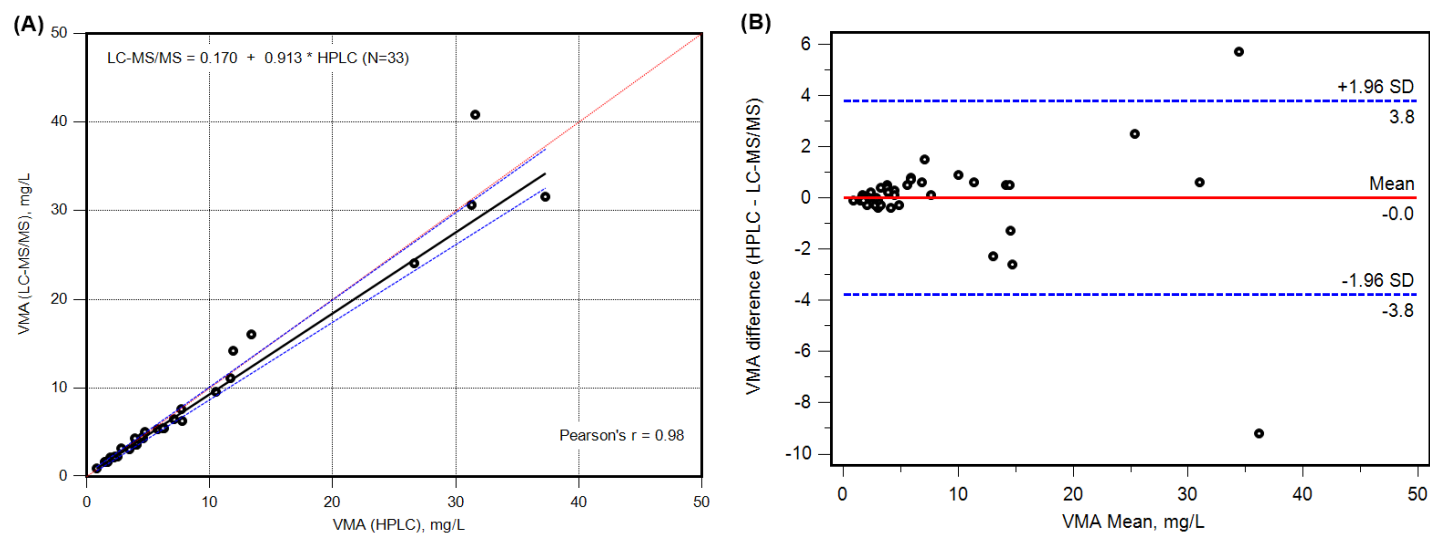 (A)
LC-MS/MS = 0.170 + 0.913 * HPLC (N=33)
50
40
30
20
10
0
VMA (LC-MS/MS), mg/L
Pearson's r = 0.98
0 10 20 30 40 50
VMA (HPLC), mg/L
(B)
6
4
2
0
-2
-4
-6
-8
-10
VMA difference (HPLC - LC-MS/MS)
+1.96 SD
3.8
Mean
-0.0
-1.96 SD
-3.8
0 10 20 30 40 50
VMA Mean, mg/L